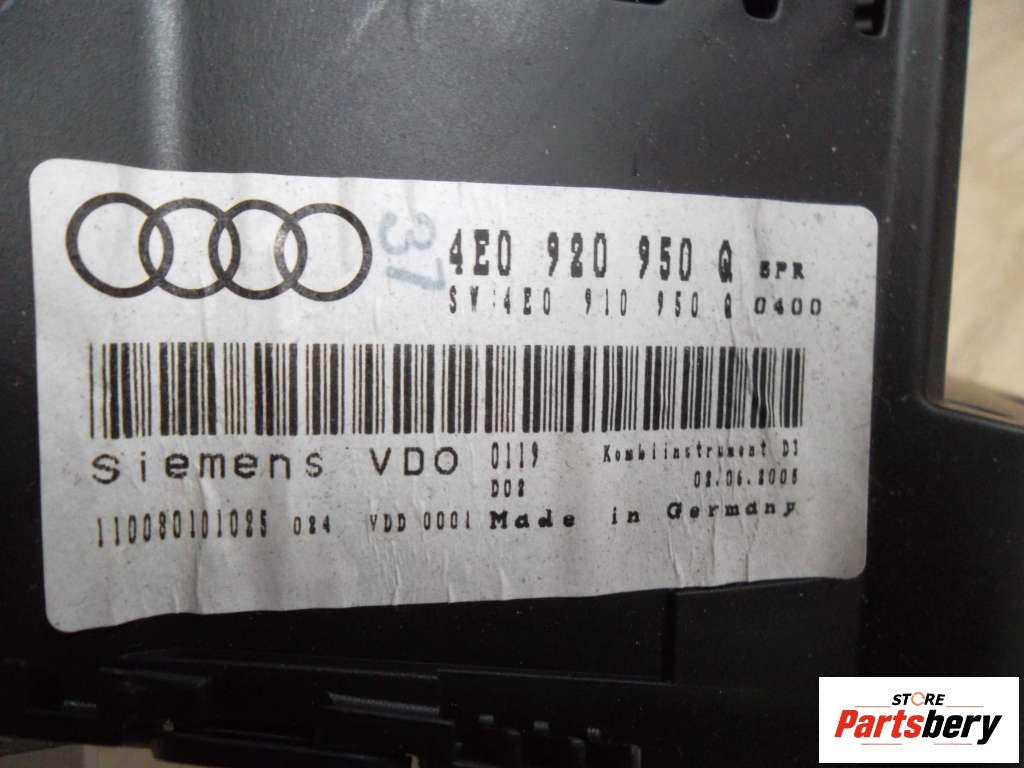 37
4E0 920 950 Q SPR
SW:4E0 910 950 Q 0400
Siemens VDO 0119 Kombiinstrument D3
D02 02.06.2005
110080101025 024 VDD 0001 Made in Germany
STORE
Partsbery